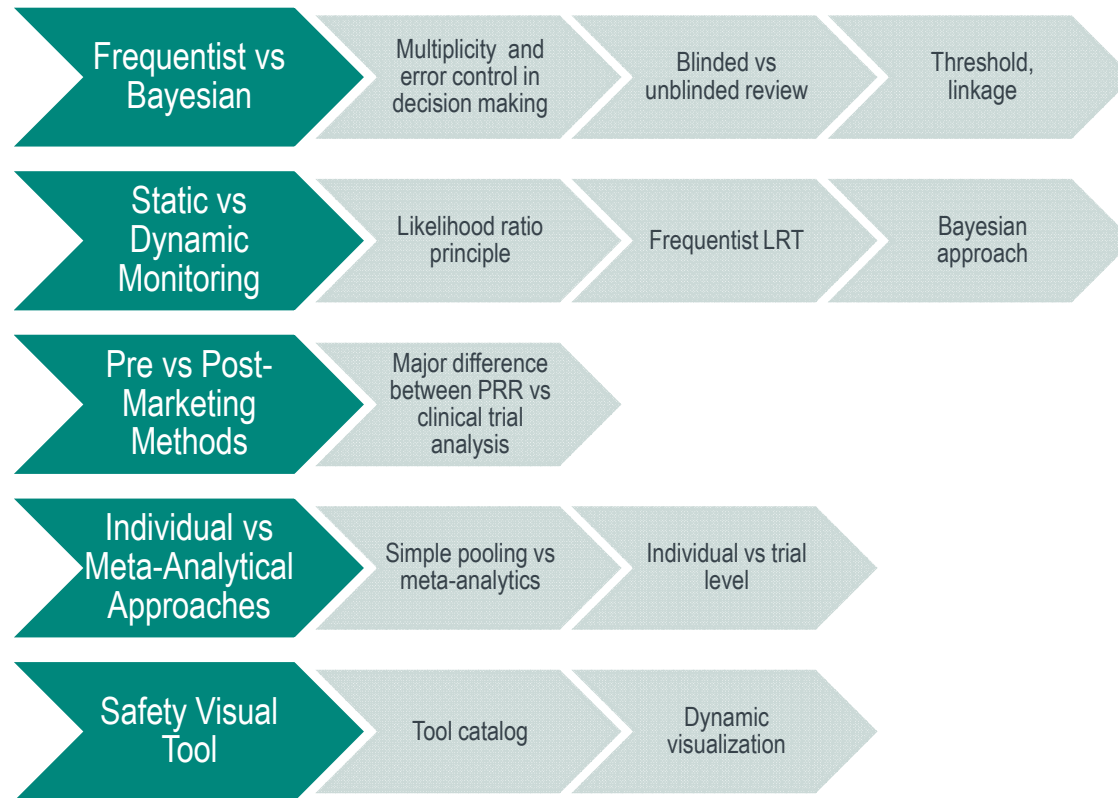 Frequentist vs
Bayesian
Multiplicity and
error control in
decision making
Blinded vs
unblinded review
Threshold,
linkage
Static vs
Dynamic
Monitoring
Likelihood ratio
principle
Frequentist LRT
Bayesian
approach
Pre vs Post-
Marketing
Methods
Major difference
between PRR vs
clinical trial
analysis
Individual vs
Meta-Analytical
Approaches
Simple pooling vs
meta-analytics
Individual vs trial
level
Safety Visual
Tool
Tool catalog
Dynamic
visualization